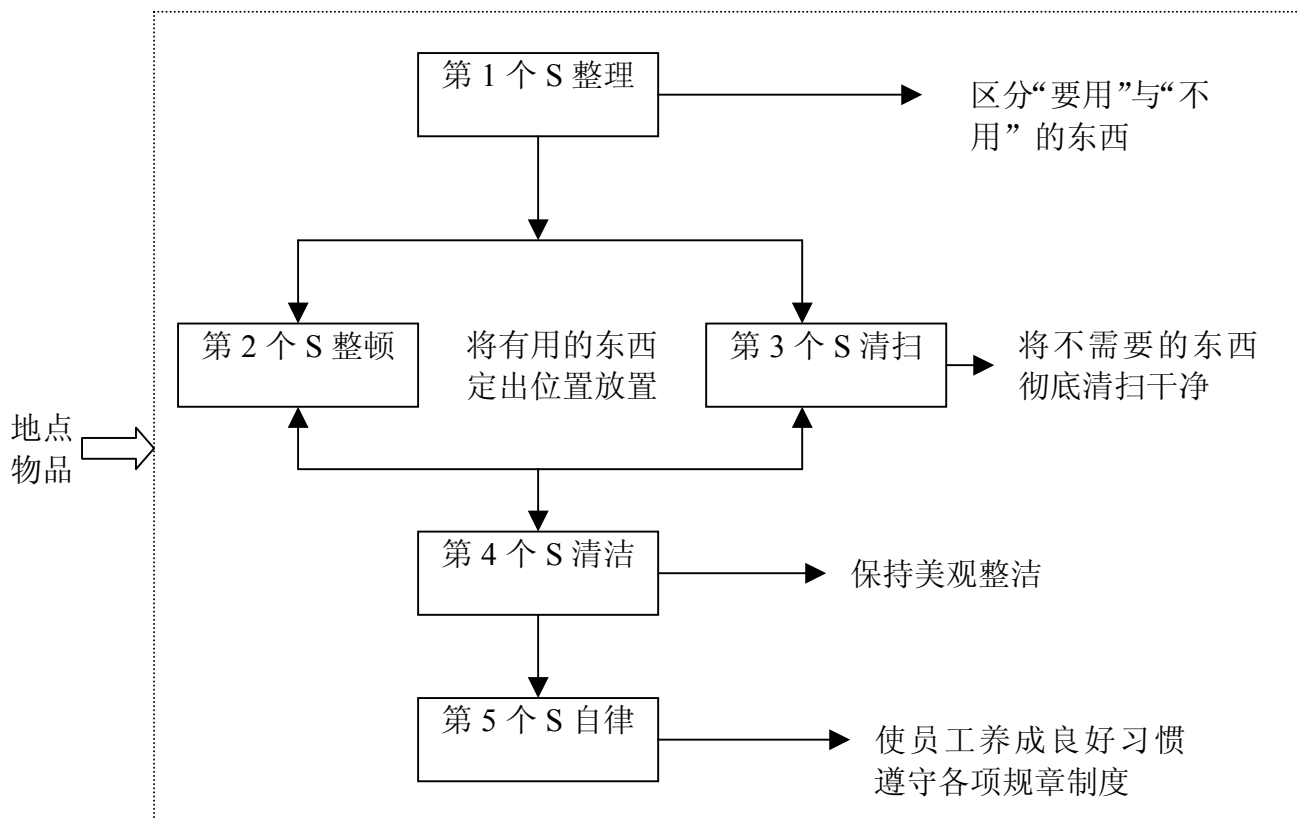 第 1 个 S 整理
区分“要用”与“不
用” 的东西
第 2 个 S 整顿
将有用的东西
定出位置放置
第 3 个 S 清扫
将不需要的东西
彻底清扫干净
地点
物品
第 4 个 S 清洁
保持美观整洁
第 5 个 S 自律
使员工养成良好习惯
遵守各项规章制度